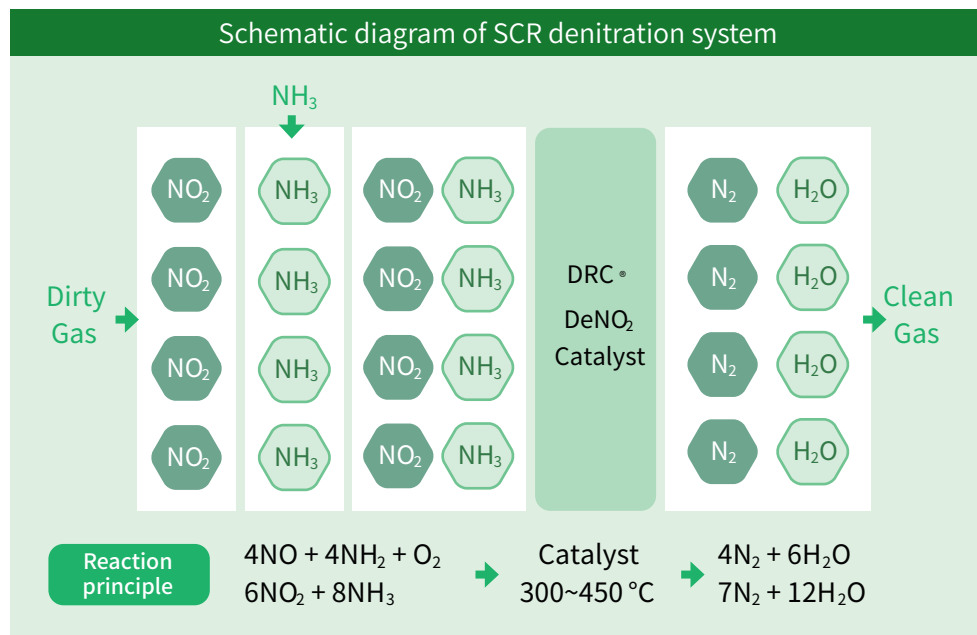 Schematic diagram of SCR denitration system
NH₃
NO₂ NH₃ NO₂ NH₃ N₂ H₂O
NO₂ NH₃ NO₂ NH₃ N₂ H₂O
Dirty
Gas
DRC ®
DeNO₂
Catalyst
Clean
Gas
NO₂ NH₃ NO₂ NH₃ N₂ H₂O
NO₂ NH₃ NO₂ NH₃ N₂ H₂O
Reaction
principle
4NO + 4NH₂ + O₂
6NO₂ + 8NH₃
Catalyst
300~450 °C
4N₂ + 6H₂O
7N₂ + 12H₂O